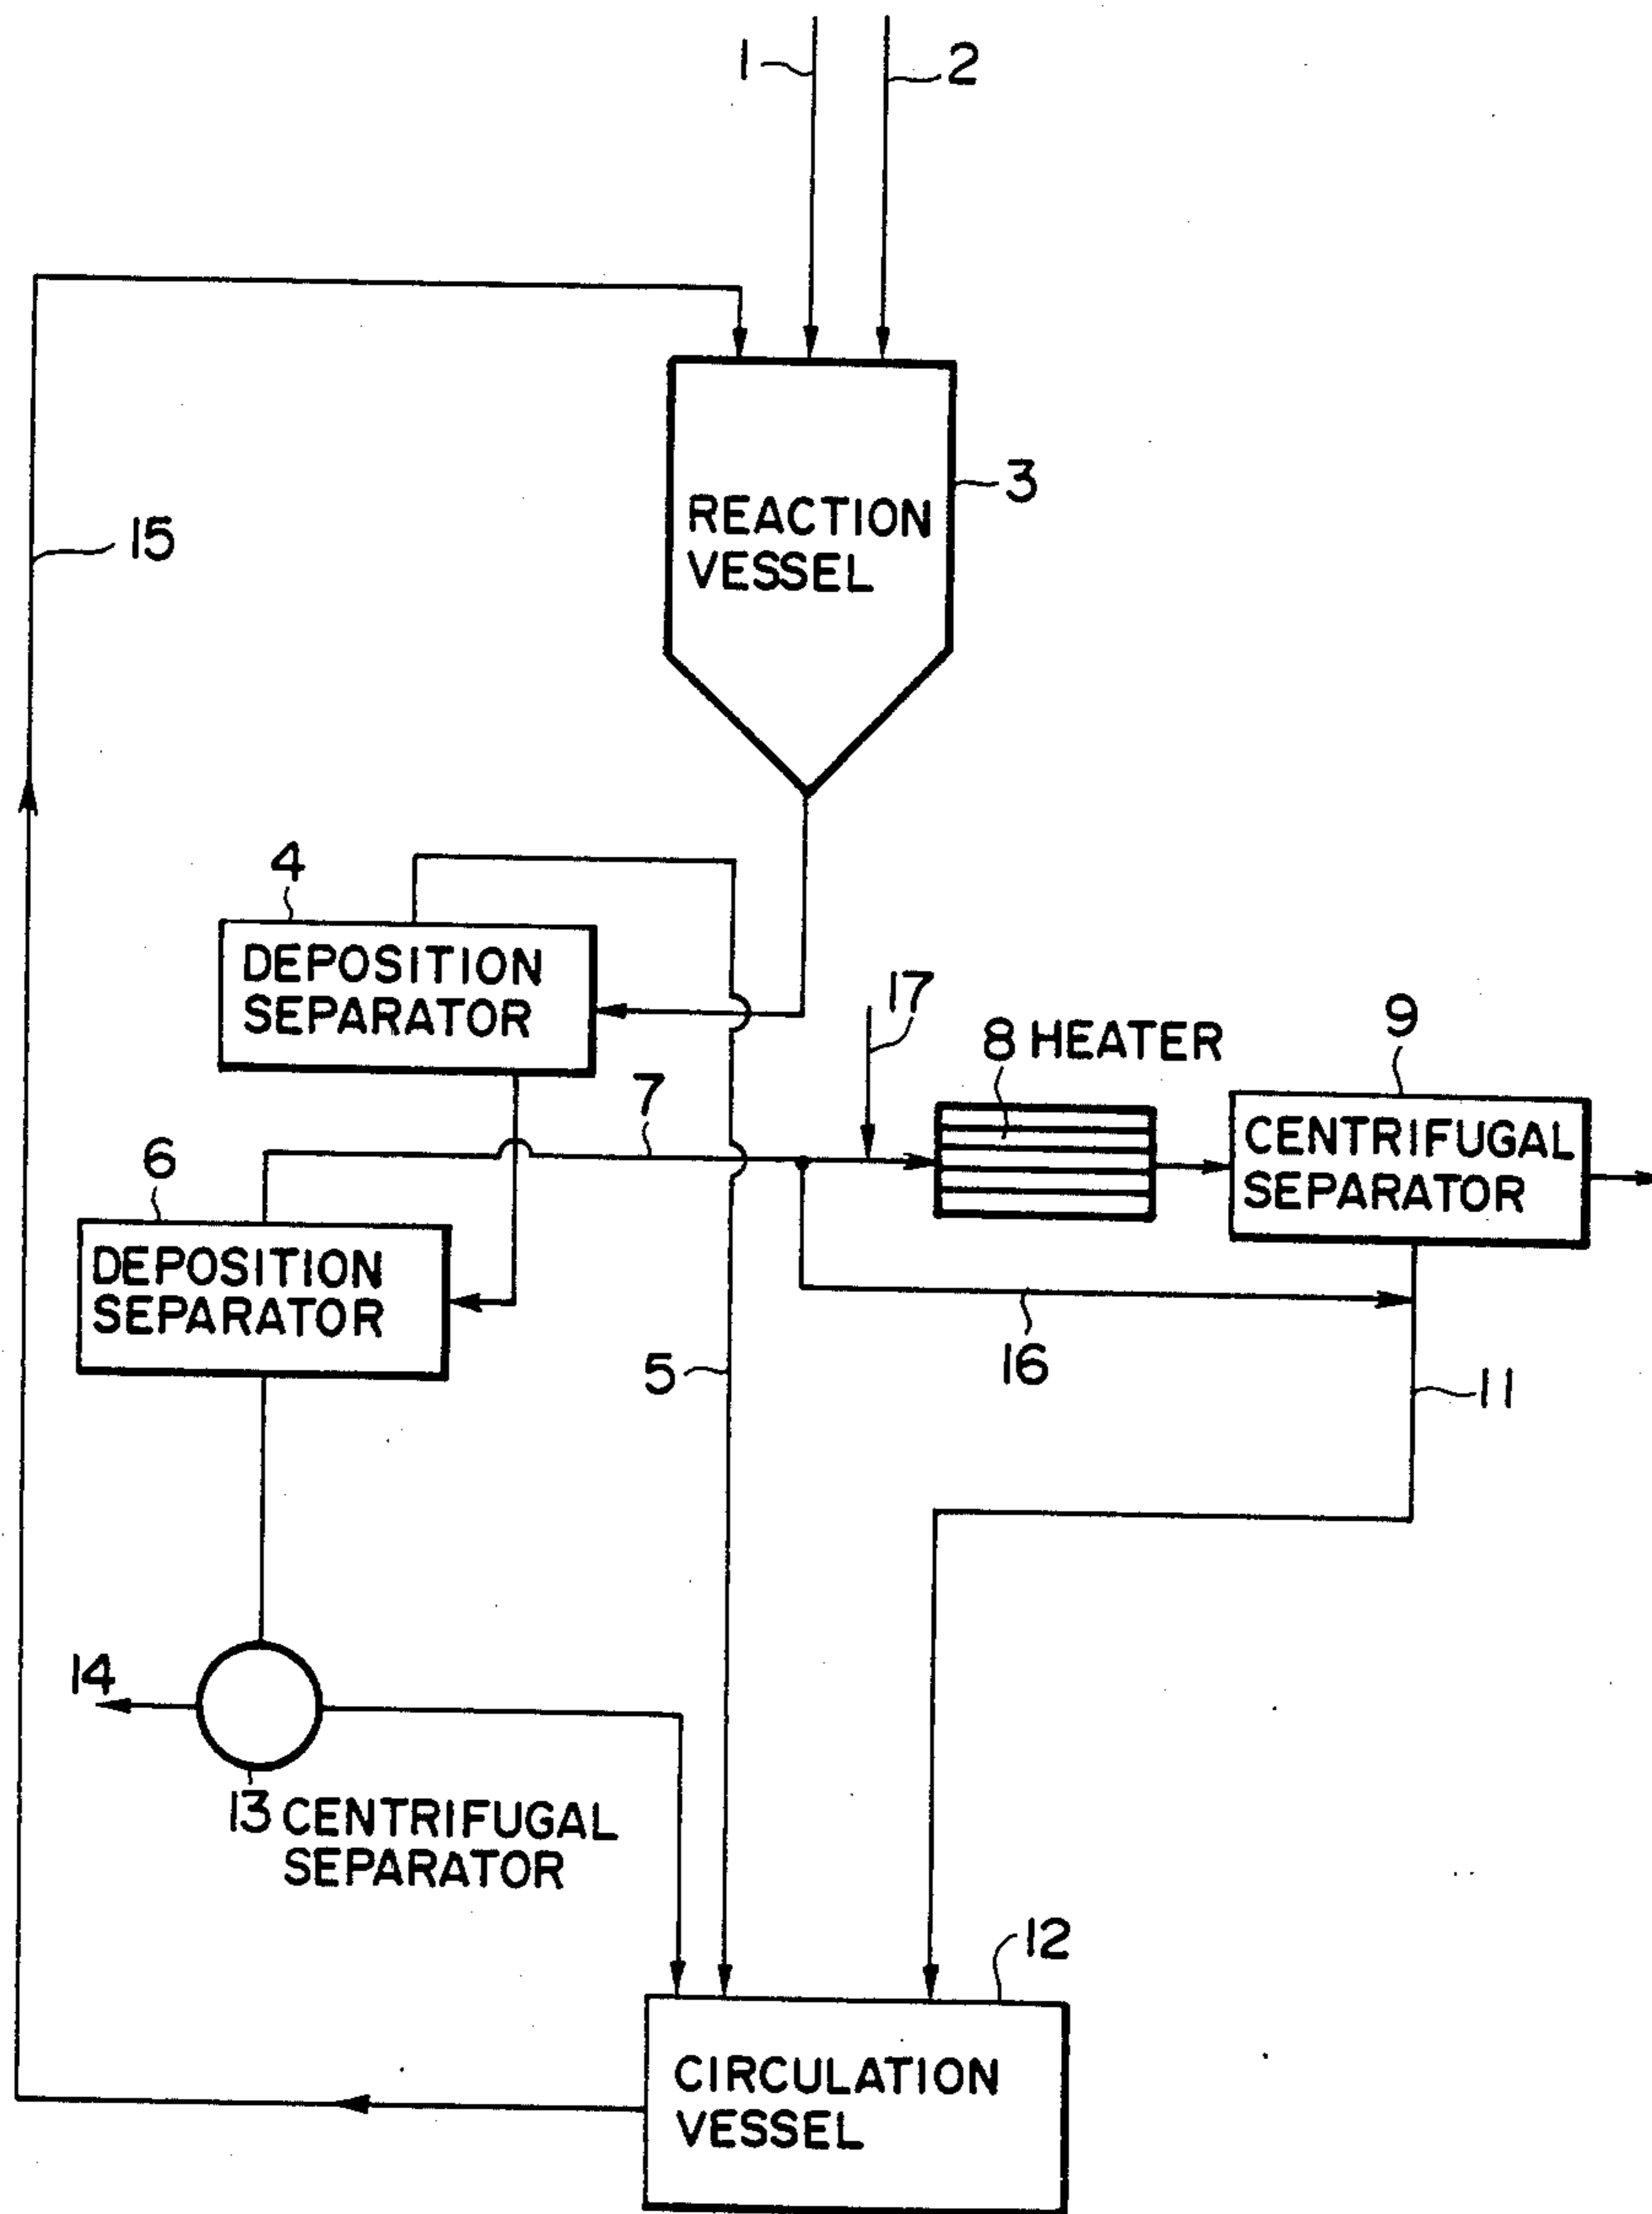 1
2
REACTION
VESSEL
3
15
4
DEPOSITION
SEPARATOR
17
8 HEATER
9
CENTRIFUGAL
SEPARATOR
7
6
DEPOSITION
SEPARATOR
5
16
11
14
13 CENTRIFUGAL
SEPARATOR
12
CIRCULATION
VESSEL